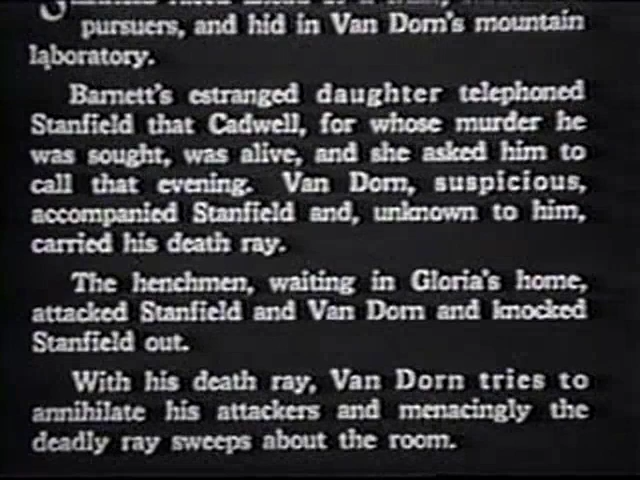 pursuers, and hid in Van Dorn's mountain
laboratory.
Barnett's estranged daughter telephoned
Stanfield that Cadwell, for whose murder he
was sought, was alive, and she asked him to
call that evening. Van Dorn, suspicious,
accompanied Stanfield and, unknown to him,
carried his death ray.
The henchmen, waiting in Gloria's home,
attacked Stanfield and Van Dorn and knocked
Stanfield out.
With his death ray, Van Dorn tries to
annihilate his attackers and menacingly the
deadly ray sweeps about the room.